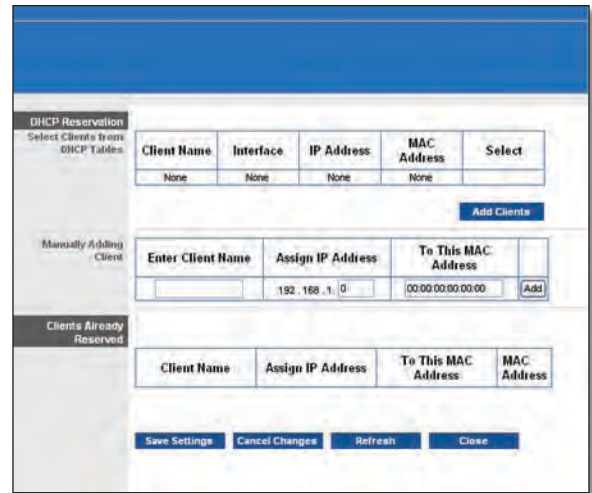 DHCP Reservation
Select Clients from DHCP Tables
Client Name Interface IP Address MAC Address Select
None None None None
Add Clients
Manually Adding Client
Enter Client Name Assign IP Address To This MAC Address
192 . 168 . 1. 0 00:00:00:00:00:00 Add
Clients Already Reserved
Client Name Assign IP Address To This MAC Address MAC Address
Save Settings Cancel Changes Refresh Close